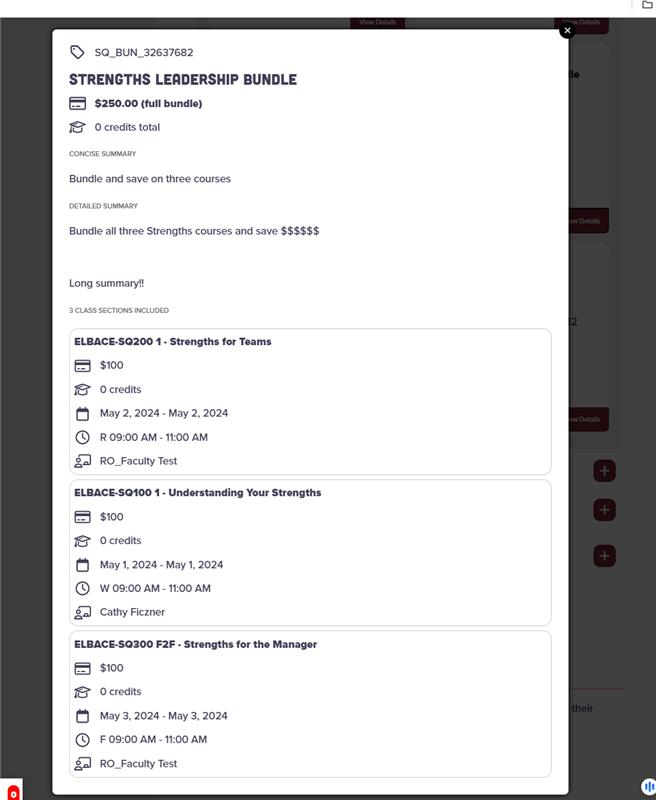 View Details
View Details
SQ_BUN_32637682
STRENGTHS LEADERSHIP BUNDLE
$250.00 (full bundle)
0 credits total
CONCISE SUMMARY
Bundle and save on three courses
DETAILED SUMMARY
Bundle all three Strengths courses and save $$$$$$
Long summary!!
3 CLASS SECTIONS INCLUDED
ELBACE-SQ200 1 - Strengths for Teams
$100
0 credits
May 2, 2024 - May 2, 2024
R 09:00 AM - 11:00 AM
RO_Faculty Test
ELBACE-SQ100 1 - Understanding Your Strengths
$100
0 credits
May 1, 2024 - May 1, 2024
W 09:00 AM - 11:00 AM
Cathy Ficzner
ELBACE-SQ300 F2F - Strengths for the Manager
$100
0 credits
May 3, 2024 - May 3, 2024
F 09:00 AM - 11:00 AM
RO_Faculty Test
Details
Details
their
0